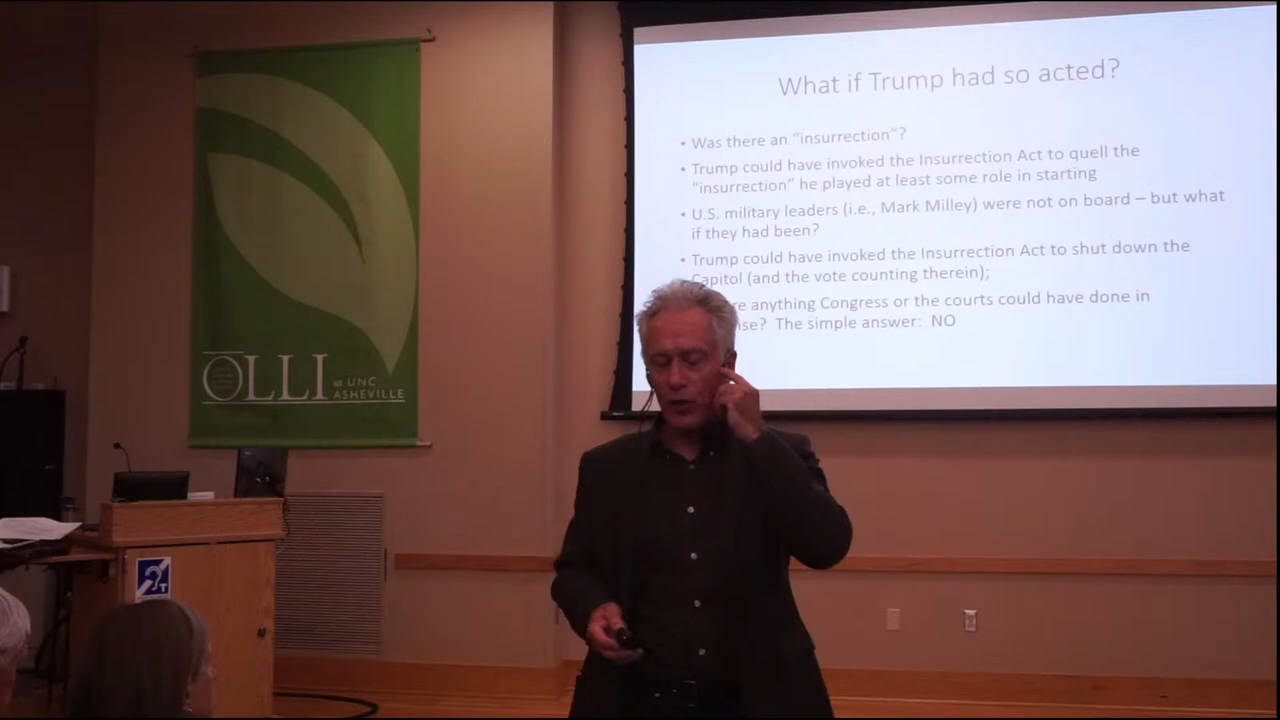 What if Trump had so acted?
• Was there an “insurrection”?
• Trump could have invoked the Insurrection Act to quell the
“insurrection” he played at least some role in starting
• U.S. military leaders (i.e., Mark Milley) were not on board – but what
if they had been?
• Trump could have invoked the Insurrection Act to shut down the
Capitol (and the vote counting therein);
anything Congress or the courts could have done in
The simple answer: NO
OLLI at UNC
ASHEVILLE
T